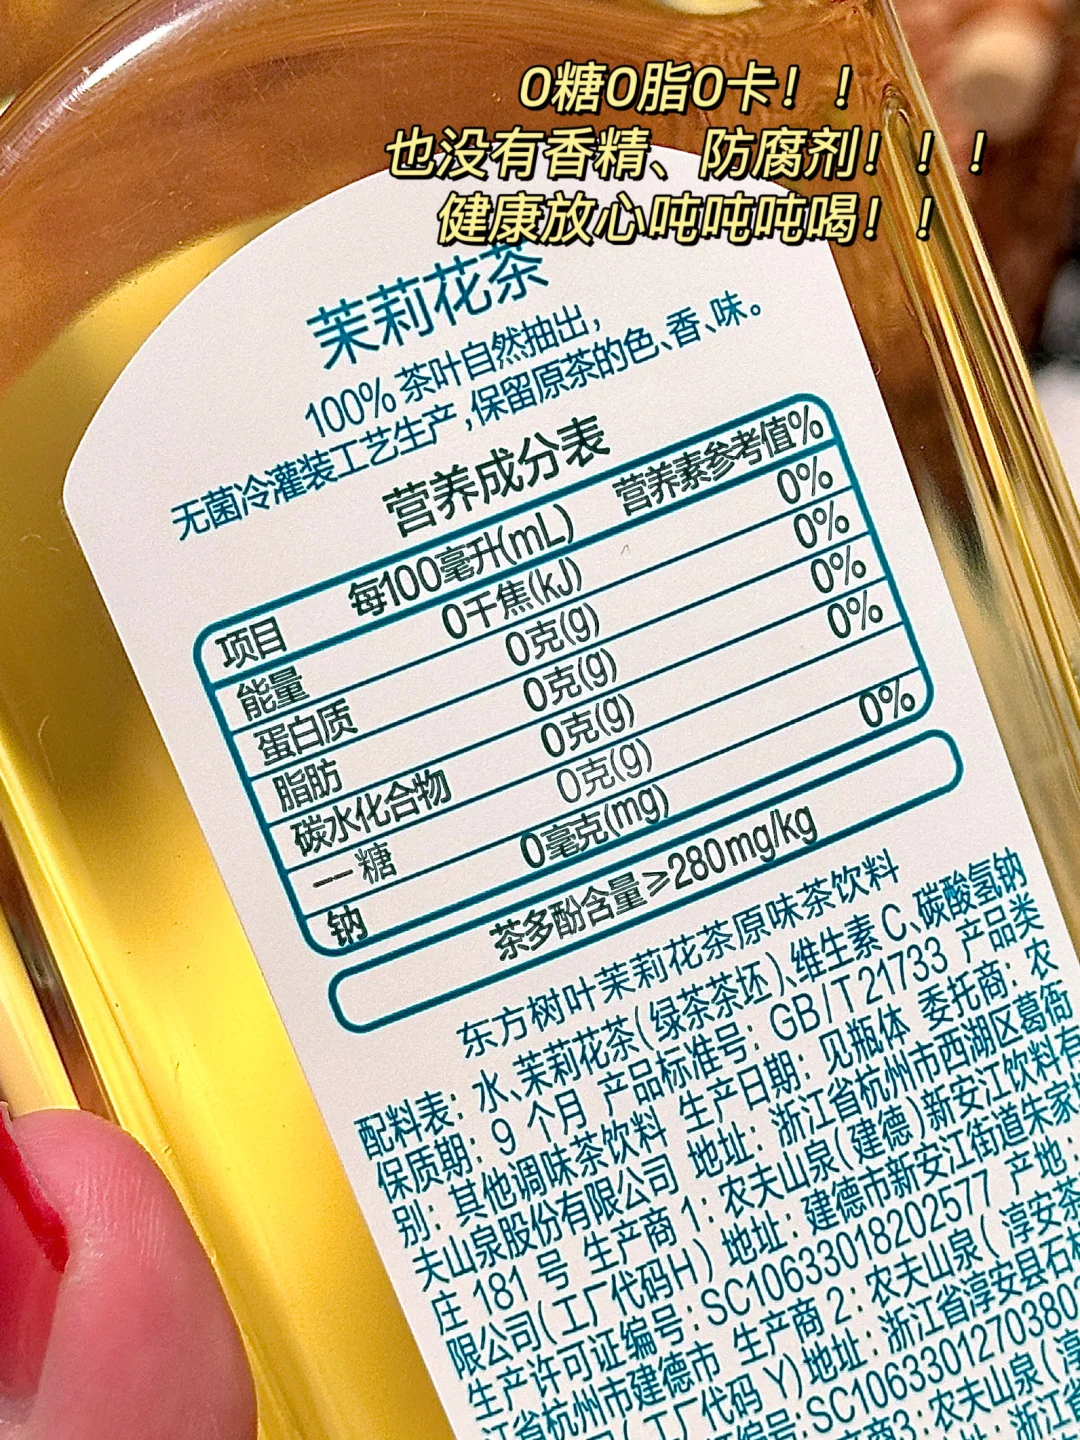 0糖0脂0卡！！
也没有香精、防腐剂！！！
健康放心吨吨吨喝！！
茉莉花茶
100%茶叶自然抽出，
无菌冷灌装工艺生产，保留原茶的色、香、味。
营养成分表
项目 每100毫升(mL) 营养素参考值%
能量 0千焦(kJ) 0%
蛋白质 0克(g) 0%
脂肪 0克(g) 0%
碳水化合物 0克(g) 0%
— 糖 0克(g)
钠 0毫克(mg) 0%
茶多酚含量≥280mg/kg
东方树叶茉莉花茶原味茶饮料
配料表：水、茉莉花茶(绿茶茶坯)、维生素C、碳酸氢钠
保质期：9个月 产品标准号：GB/T 21733 产品类
别：其他调味茶饮料 生产日期：见瓶体 委托商：农
夫山泉股份有限公司 地址：浙江省杭州市西湖区葛衙
庄181号 生产商1：农夫山泉(建德)新安江饮料有
限公司(工厂代码H) 地址：建德市新安江街道朱家
生产许可证编号：SC10633018202577 产地：
江省杭州市建德市 生产商2：农夫山泉(淳安茶
(工厂代码 Y)地址：浙江省淳安县石
编号：SC106330127038
商3：农夫山泉(淳